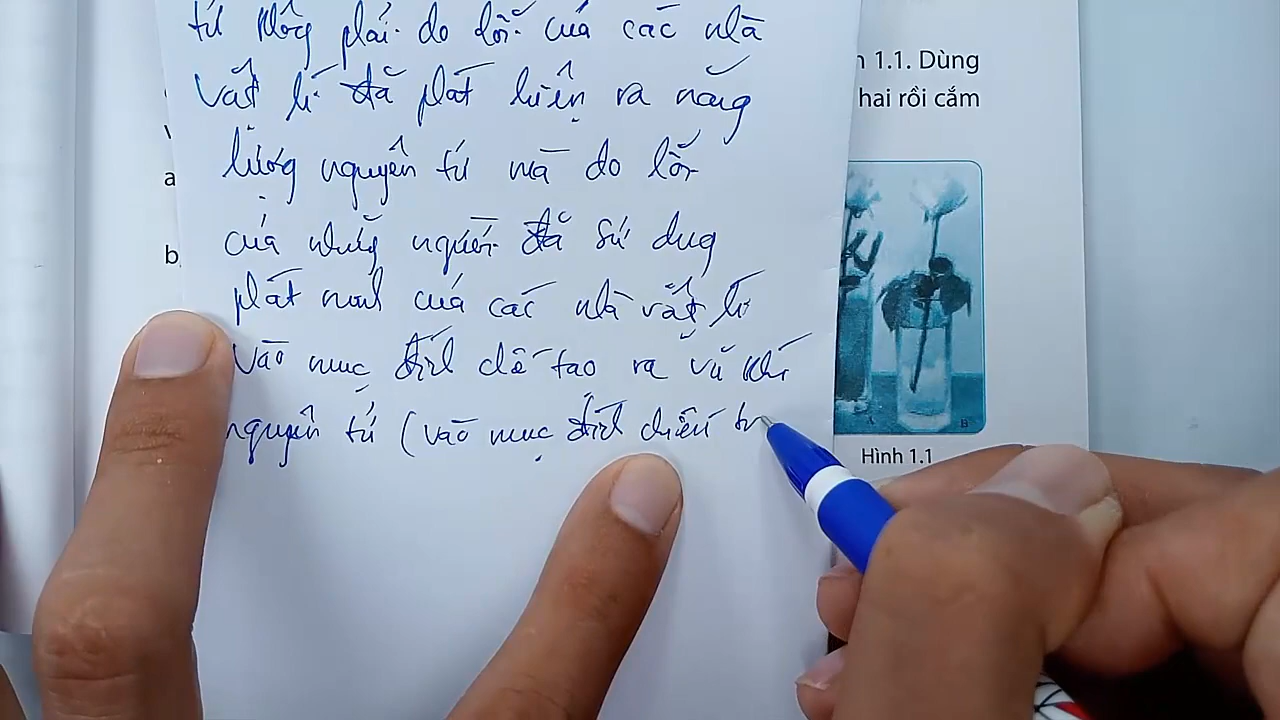 tử không phải do lỗi của các nhà
vật lí đã phát hiện ra năng
lượng nguyên tử mà do lỗi
của những người đã sử dụng
phát minh của các nhà vật lí
vào mục đích chế tạo ra vũ khí
nguyên tử (vào mục đích chiến tr
1.1. Dùng
hai rồi cắm
a
b
A B
Hình 1.1